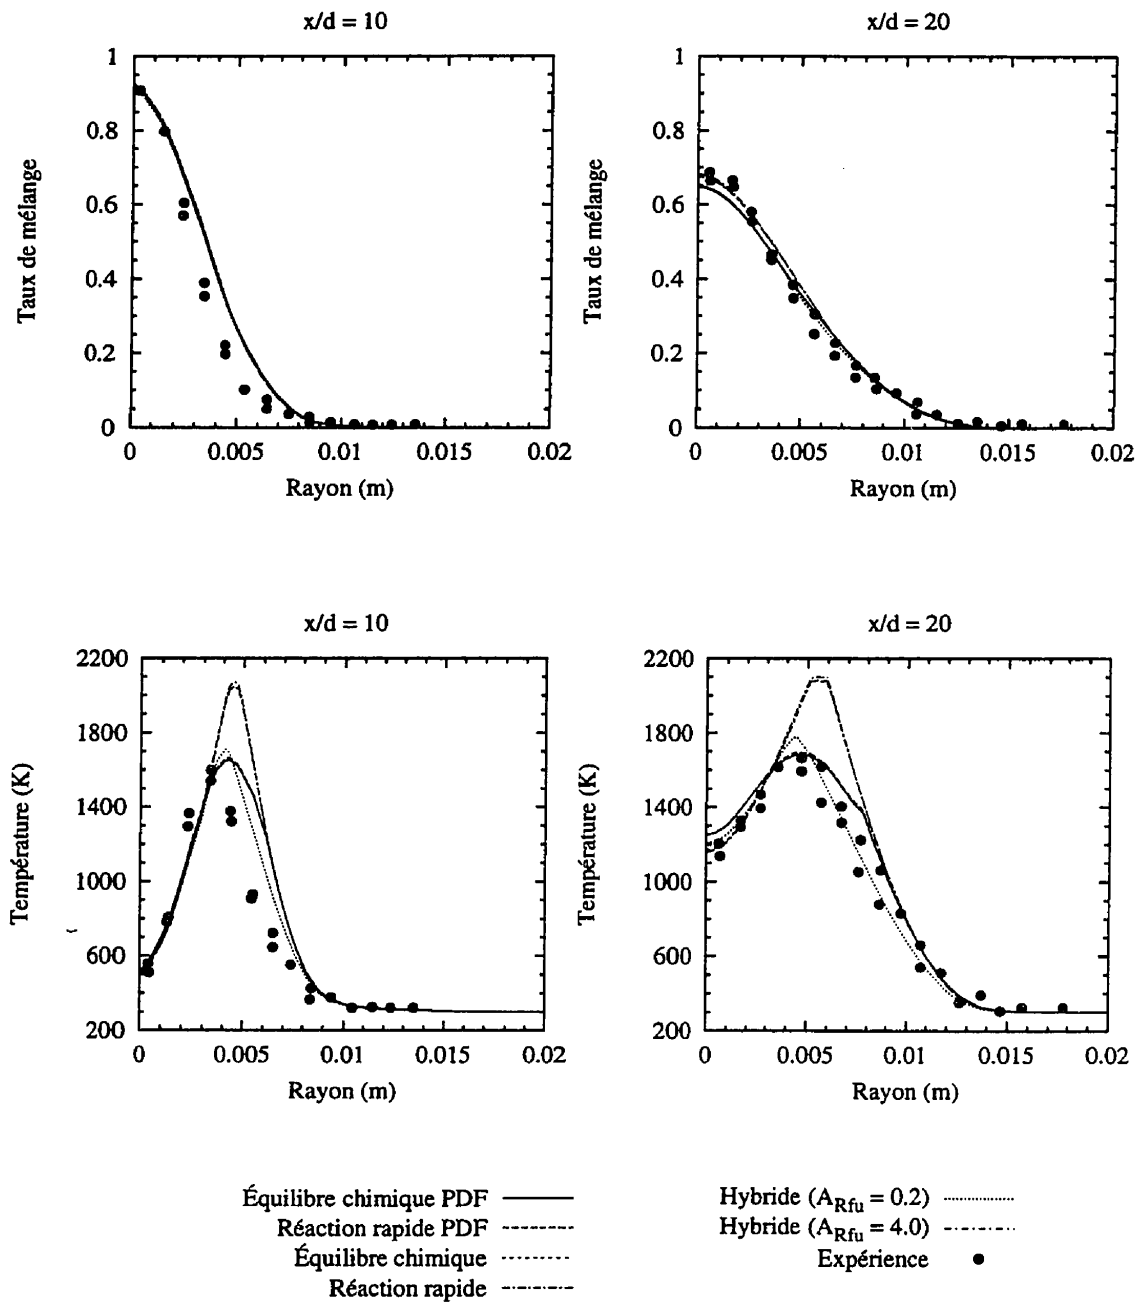 x/d = 10
x/d = 20
1
0.8
0.6
0.4
0.2
0
Taux de mélange
0
0.005
0.01
0.015
0.02
Rayon (m)
1
0.8
0.6
0.4
0.2
0
Taux de mélange
0
0.005
0.01
0.015
0.02
Rayon (m)
x/d = 10
x/d = 20
2200
1800
1400
1000
600
200
Température (K)
0
0.005
0.01
0.015
0.02
Rayon (m)
2200
1800
1400
1000
600
200
Température (K)
0
0.005
0.01
0.015
0.02
Rayon (m)
Équilibre chimique PDF
Réaction rapide PDF
Équilibre chimique
Réaction rapide
Hybride (A_Rfu = 0.2)
Hybride (A_Rfu = 4.0)
Expérience